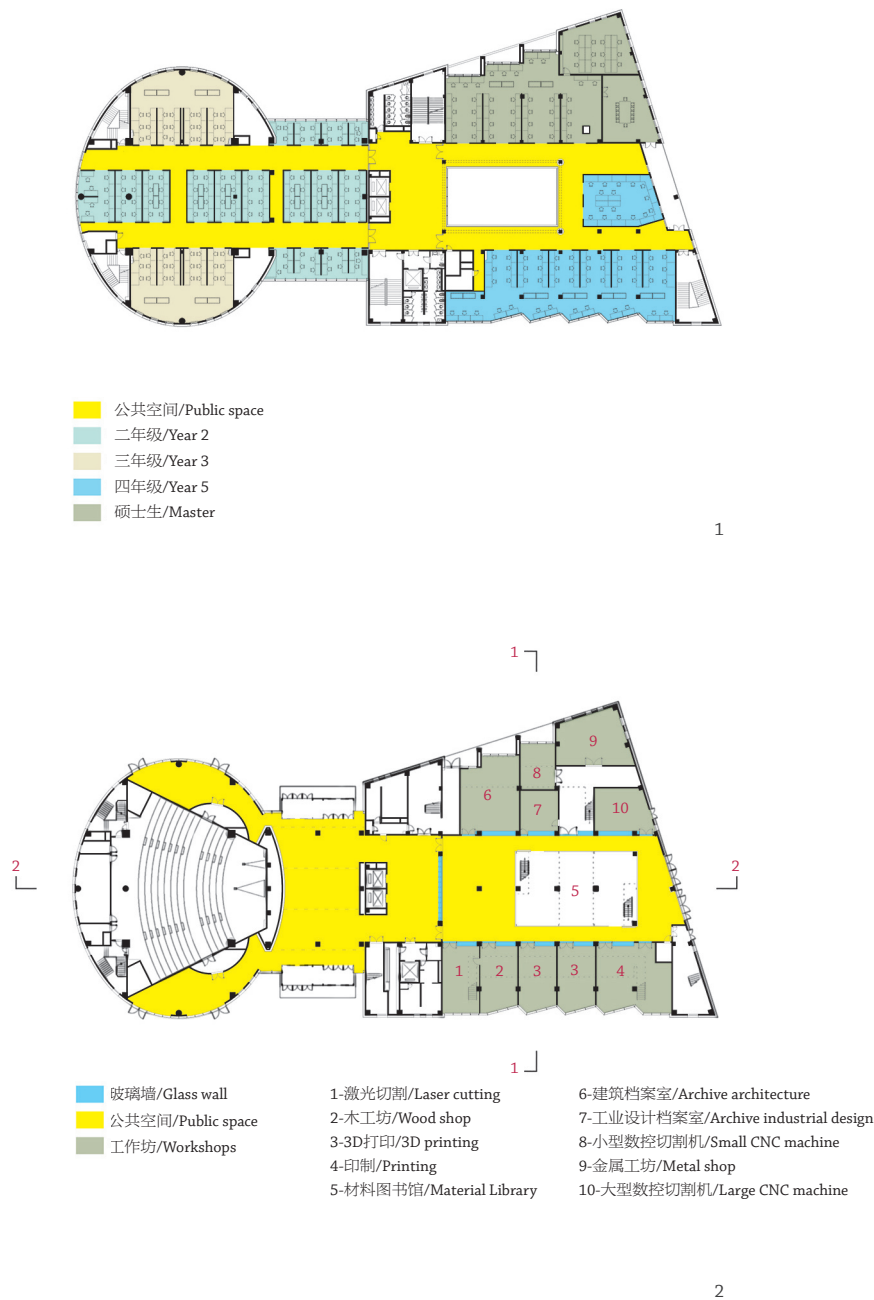 公共空间/Public space
二年级/Year 2
三年级/Year 3
四年级/Year 5
硕士生/Master
1
1
9
8
6
7
10
2
2
5
1
2
3
3
4
1
玻璃墙/Glass wall
公共空间/Public space
工作坊/Workshops
1-激光切割/Laser cutting
2-木工坊/Wood shop
3-3D打印/3D printing
4-印制/Printing
5-材料图书馆/Material Library
6-建筑档案室/Archive architecture
7-工业设计档案室/Archive industrial design
8-小型数控切割机/Small CNC machine
9-金属工坊/Metal shop
10-大型数控切割机/Large CNC machine
2